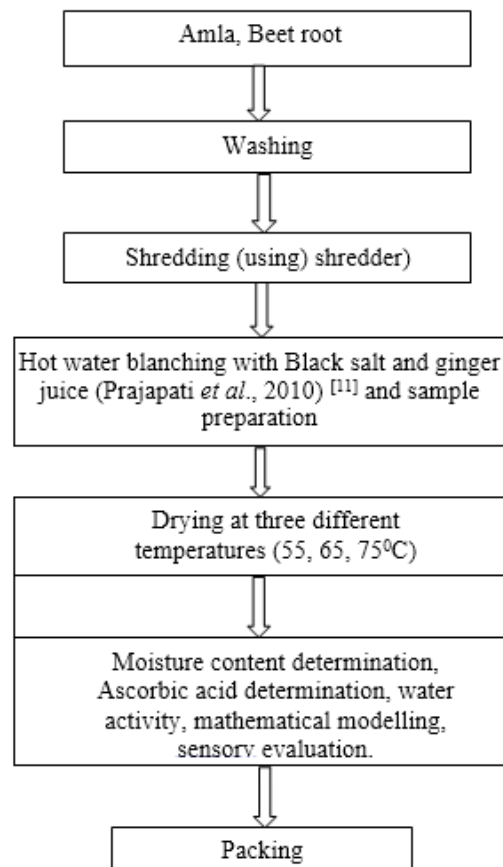 Amla, Beet root
Washing
Shredding (using) shredder)
Hot water blanching with Black salt and ginger
juice (Prajapati et al., 2010) [11] and sample
preparation
Drying at three different
temperatures (55, 65, 75⁰C)
Moisture content determination,
Ascorbic acid determination, water
activity, mathematical modelling,
sensory evaluation.
Packing